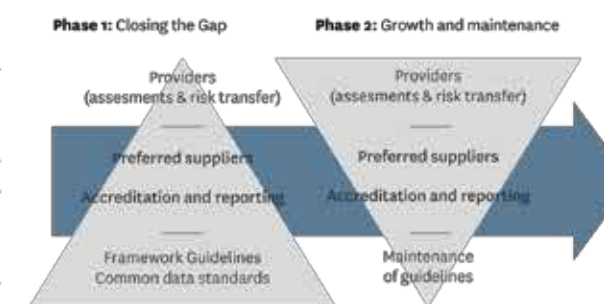 Phase 1: Closing the Gap
Providers
(assesments & risk transfer)
Preferred suppliers
Accreditation and reporting
Framework Guidelines
Common data standards
Phase 2: Growth and maintenance
Providers
(assesments & risk transfer)
Preferred suppliers
Accreditation and reporting
Maintenance
of guidelines